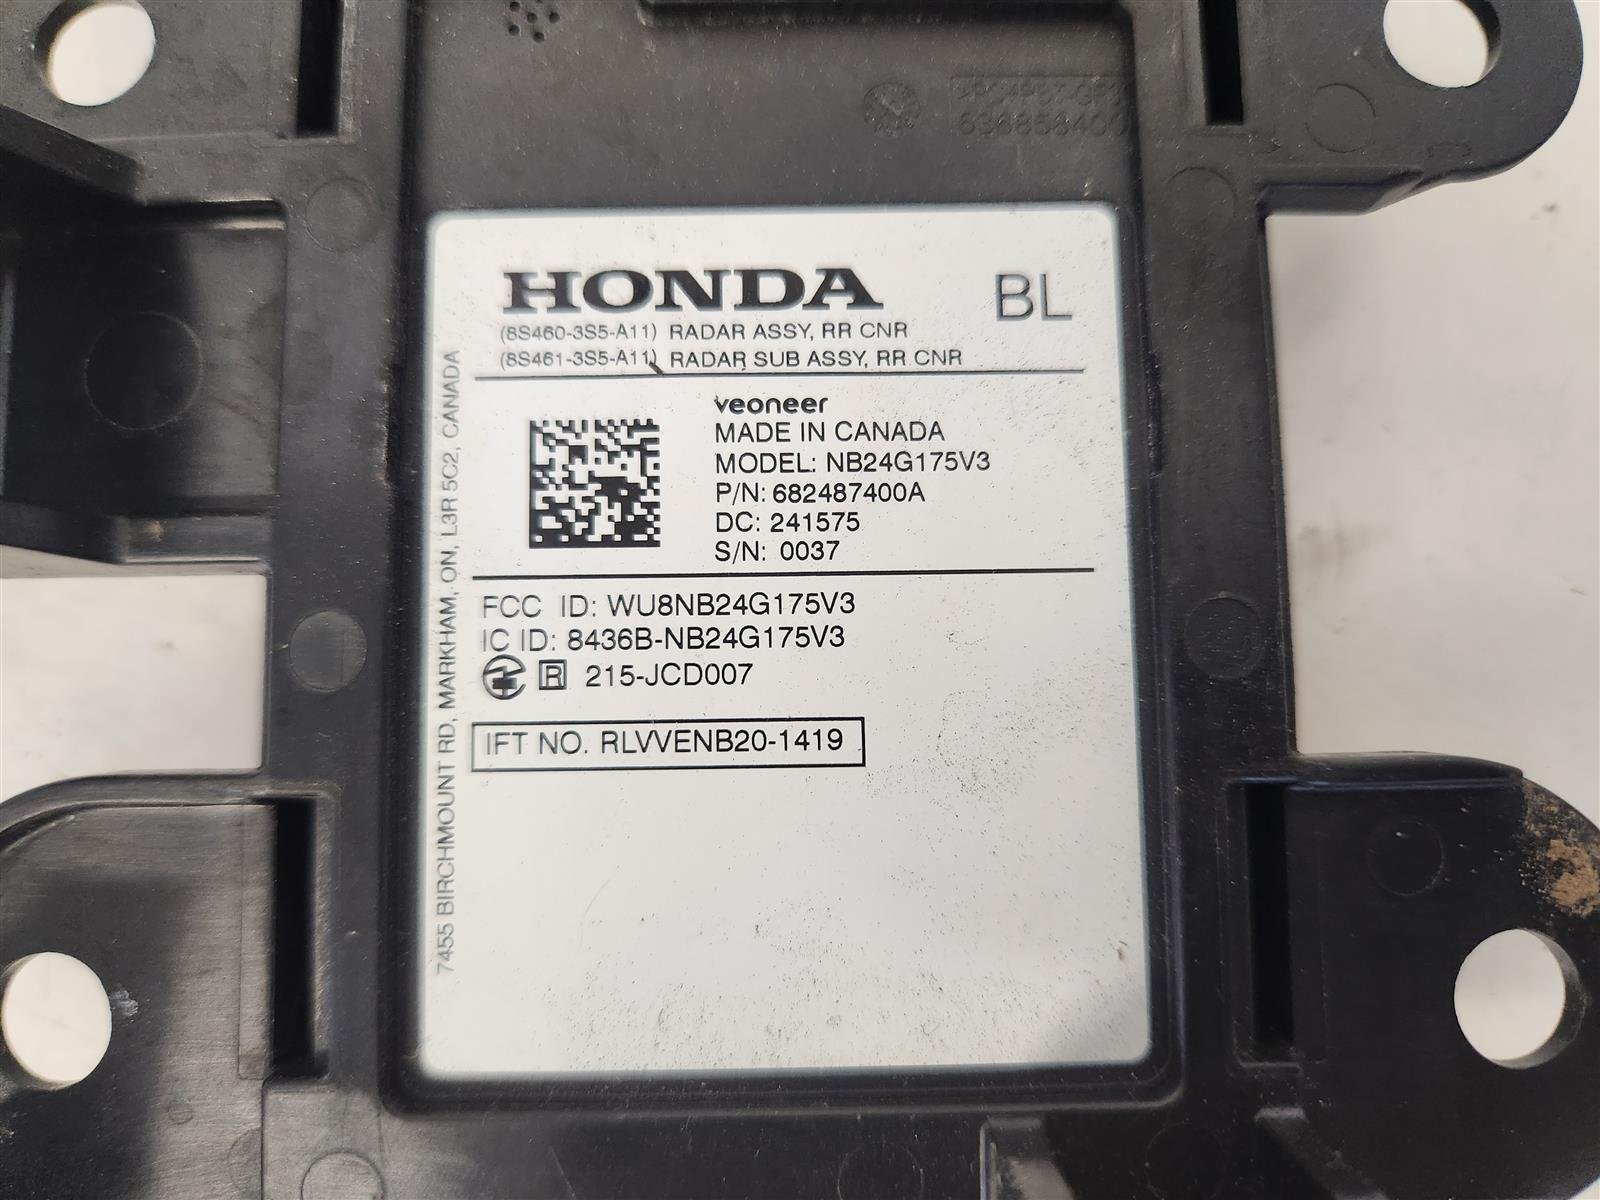 638858400
HONDA
BL
(8S460-3S5-A11) RADAR ASSY, RR CNR
(8S461-3S5-A11) RADAR SUB ASSY, RR CNR
veoneer
MADE IN CANADA
MODEL: NB24G175V3
P/N: 682487400A
DC: 241575
S/N: 0037
FCC ID: WU8NB24G175V3
IC ID: 8436B-NB24G175V3
R 215-JCD007
IFT NO. RLVVENB20-1419
7455 BIRCHMOUNT RD, MARKHAM, ON, L3R 5C2, CANADA